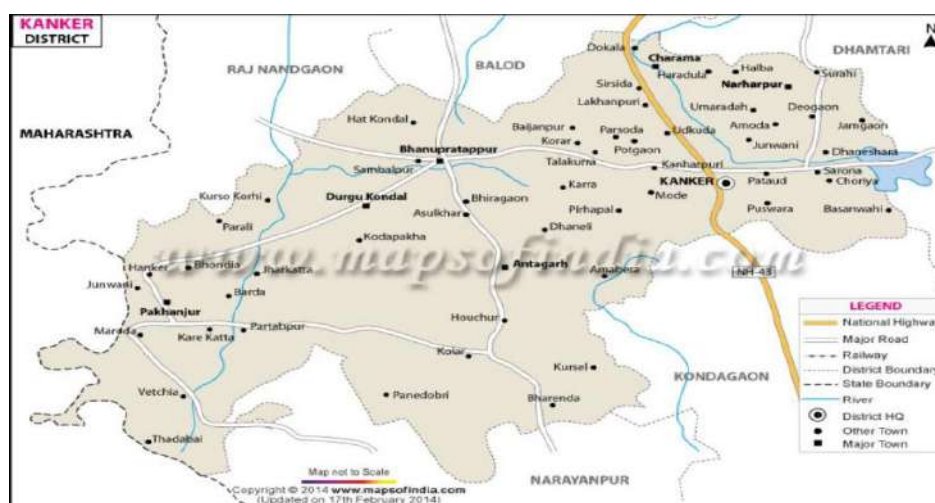 KANKER
DISTRICT
N
RAJ NANDGAON
BALOD
DHAMTARI
MAHARASHTRA
KONDAGAON
NARAYANPUR
Dokala
Charama
Haradula
Halba
Surahi
Sirsida
Narharpur
Lakhanpuri
Umaradah
Deogaon
Hat Kondal
Baijanpur
Parsoda
Udkuda
Amoda
Jamgaon
Korar
Potgaon
Junwani
Bhanupratappur
Talakurra
Dhaneshara
Sambalpur
Kanharpuri
KANKER
Pataud
Sarona
Choriya
Kurso Korhi
Durgu Kondal
Bhiragaon
Karra
Mode
Asulkhar
Pirhapal
Puswara
Basanwahi
Parali
Kodapakha
Dhaneli
www.mapsofindia.com
Hanker
Bhondia
Jharkatta
Antagarh
Amabera
NH-43
Junwani
Barda
Pakhanjur
Maroda
Kare Katta
Partabpur
Houchur
Kolar
Kursel
Vetchia
Panedobri
Bharenda
Thadabai
LEGEND
National Highway
Major Road
Railway
District Boundary
State Boundary
River
District HQ
Other Town
Major Town
Map not to Scale
Copyright © 2014 www.mapsofindia.com
(Updated on 17th February 2014)